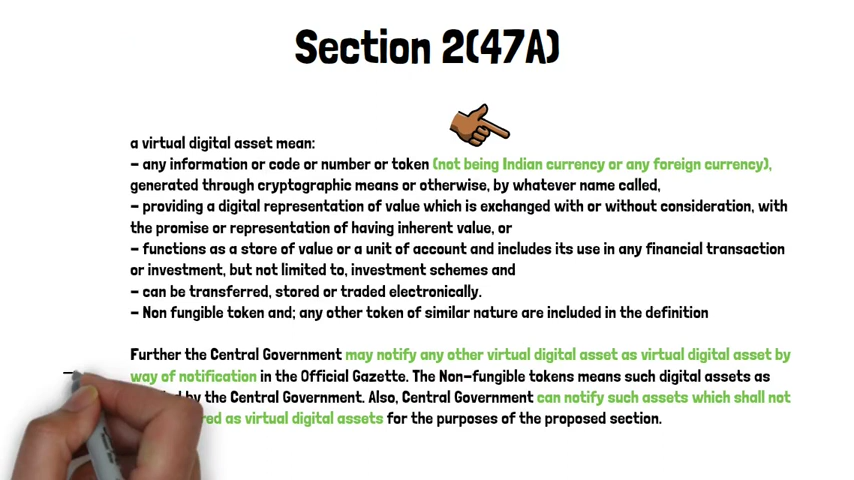 Section 2(47A)
a virtual digital asset mean:
- any information or code or number or token (not being Indian currency or any foreign currency),
generated through cryptographic means or otherwise, by whatever name called,
- providing a digital representation of value which is exchanged with or without consideration, with
the promise or representation of having inherent value, or
- functions as a store of value or a unit of account and includes its use in any financial transaction
or investment, but not limited to, investment schemes and
- can be transferred, stored or traded electronically.
- Non fungible token and; any other token of similar nature are included in the definition
Further the Central Government may notify any other virtual digital asset as virtual digital asset by
way of notification in the Official Gazette. The Non-fungible tokens means such digital assets as
by the Central Government. Also, Central Government can notify such assets which shall not
as virtual digital assets for the purposes of the proposed section.